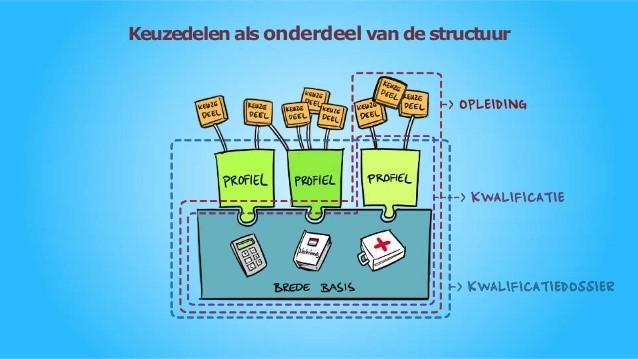 Keuzedelen als onderdeel van de structuur
KEUZE
DEEL
KEUZE
DEEL
KEUZE
DEEL
KEUZE
DEEL
KEUZE
DEEL
KEUZE
DEEL
KEUZE
DEEL
KEUZE
DEEL
-> OPLEIDING
PROFIEL
PROFIEL
PROFIEL
-> KWALIFICATIE
BREDE BASIS
-> KWALIFICATIEDOSSIER